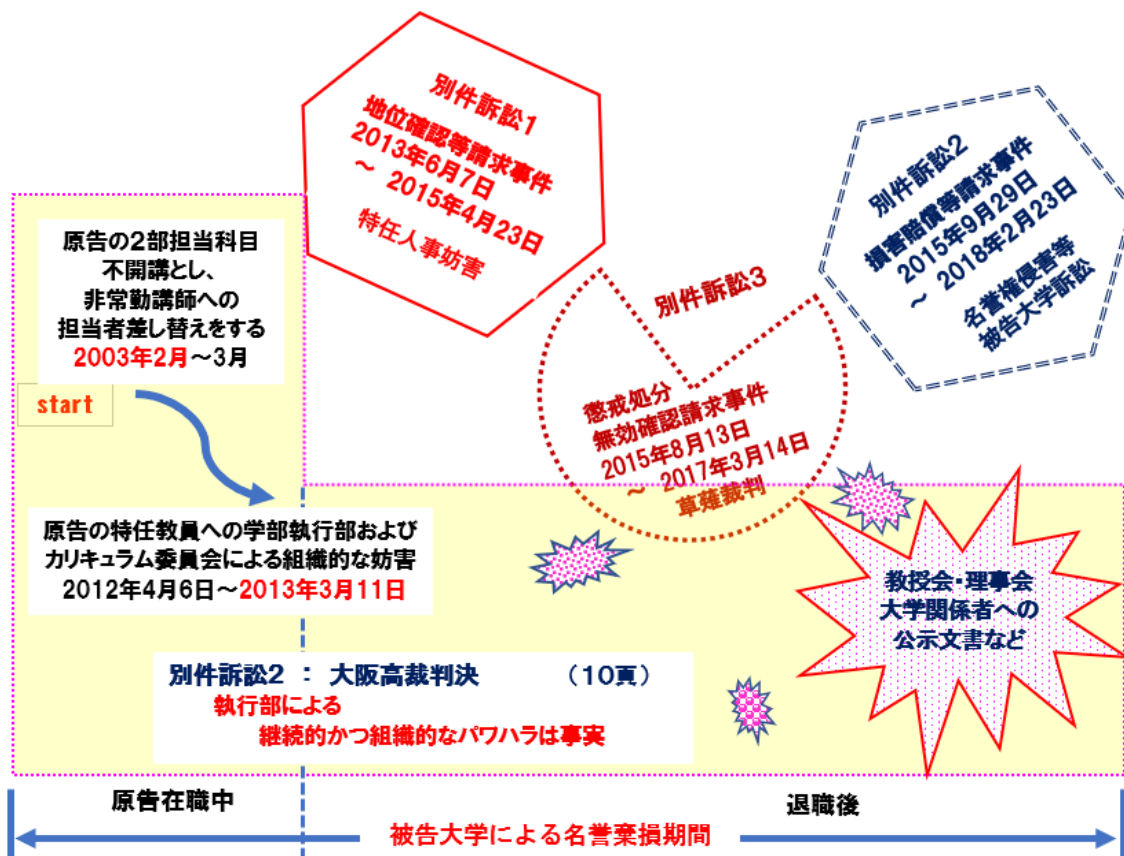 別件訴訟1
地位確認等請求事件
2013年6月7日
~ 2015年4月23日
特任人事妨害
別件訴訟2
損害賠償等請求事件
2015年9月29日
~ 2018年2月23日
名誉権侵害等
被告大学訴訟
原告の2部担当科目
不開講とし、
非常勤講師への
担当者差し替えをする
2003年2月~3月
start
別件訴訟3
懲戒処分
無効確認請求事件
2015年8月13日
~ 2017年3月14日
草薙裁判
原告の特任教員への学部執行部および
カリキュラム委員会による組織的な妨害
2012年4月6日~2013年3月11日
教授会・理事会
大学関係者への
公示文書など
別件訴訟2 : 大阪高裁判決 (10頁)
執行部による
継続的かつ組織的なパワハラは事実
原告在職中
退職後
被告大学による名誉棄損期間